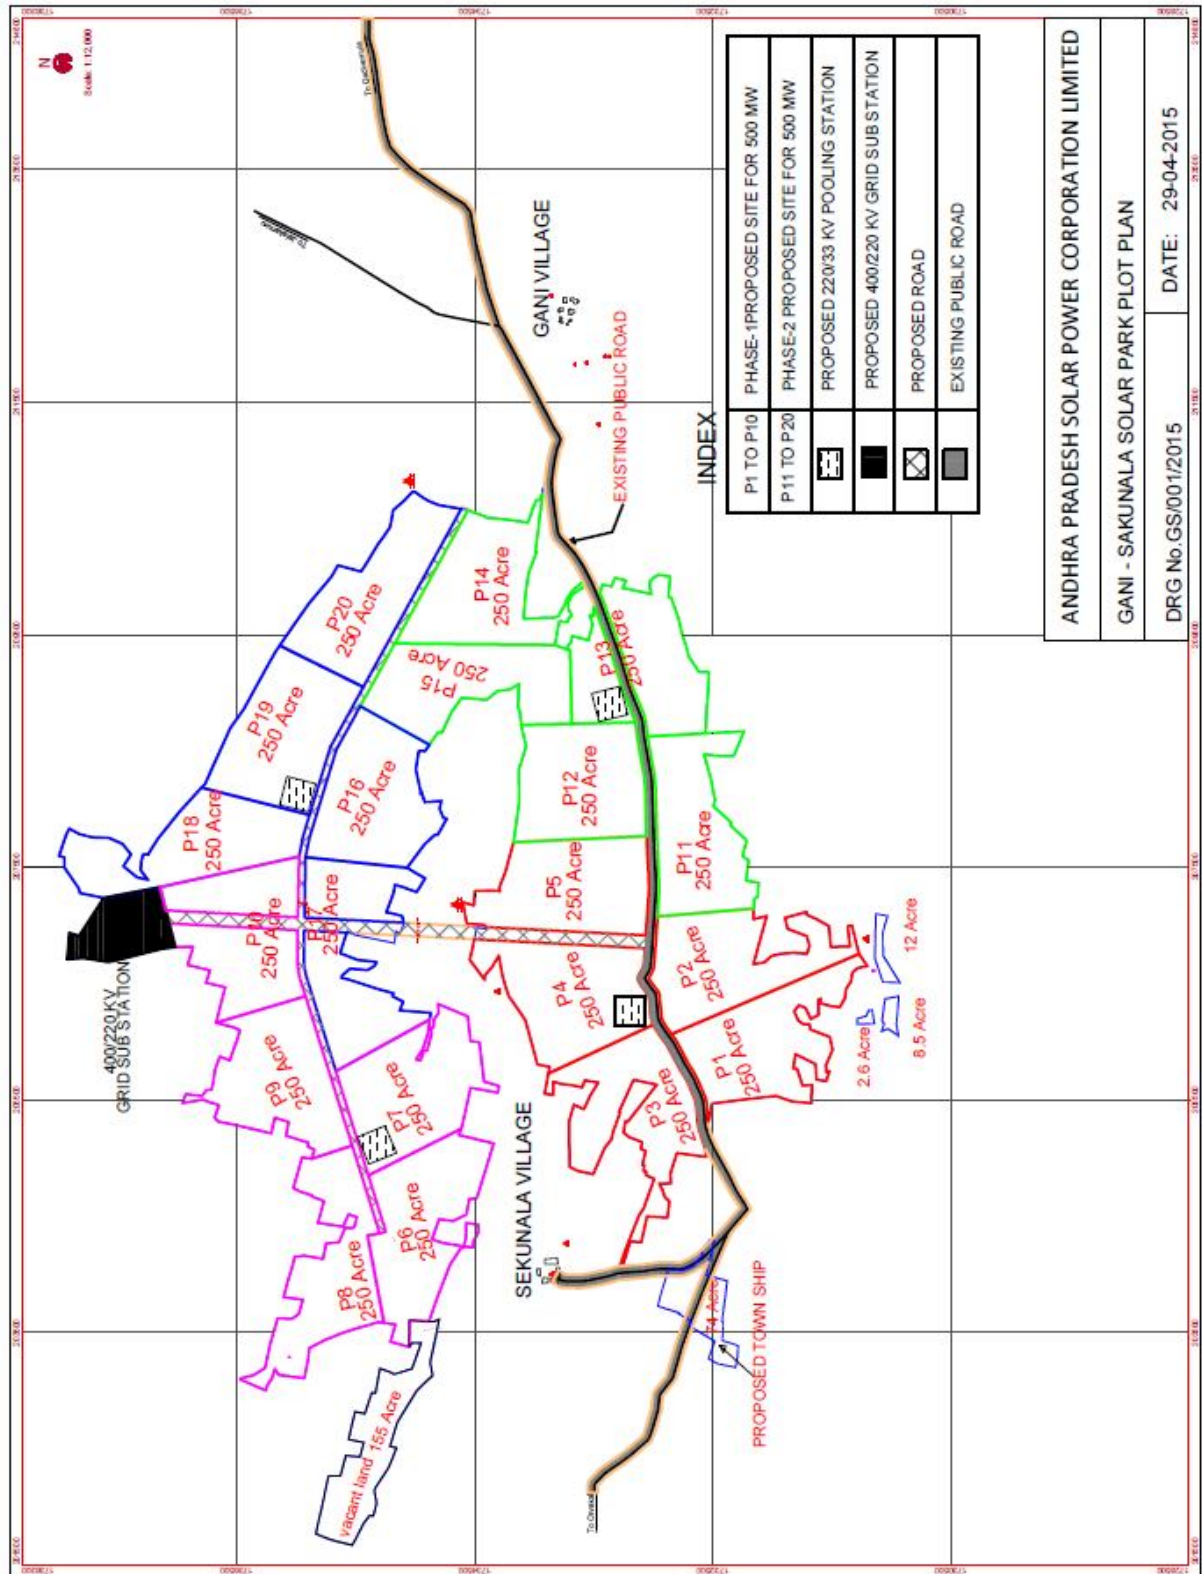 N
Scale: 1:12,000
400/220 KV
GRID SUB STATION
P18
250 Acre
P19
250 Acre
P20
250 Acre
P10
250 Acre
P17
250 Acre
P16
250 Acre
P15
250 Acre
P14
250 Acre
P9
250 Acre
P7
250 Acre
P8
250 Acre
P6
250 Acre
vacant land 155 Acre
P5
250 Acre
P12
250 Acre
P13
250 Acre
P4
250 Acre
P3
250 Acre
P1
250 Acre
P2
250 Acre
P11
250 Acre
2.6 Acre
8.5 Acre
12 Acre
74 Acre
SEKUNALA VILLAGE
GANI VILLAGE
EXISTING PUBLIC ROAD
PROPOSED TOWN SHIP
INDEX
P1 TO P10 PHASE-1PROPOSED SITE FOR 500 MW
P11 TO P20 PHASE-2 PROPOSED SITE FOR 500 MW
PROPOSED 220/33 KV POOLING STATION
PROPOSED 400/220 KV GRID SUB STATION
PROPOSED ROAD
EXISTING PUBLIC ROAD
ANDHRA PRADESH SOLAR POWER CORPORATION LIMITED
GANI - SAKUNALA SOLAR PARK PLOT PLAN
DRG No.GS/001/2015 DATE: 29-04-2015